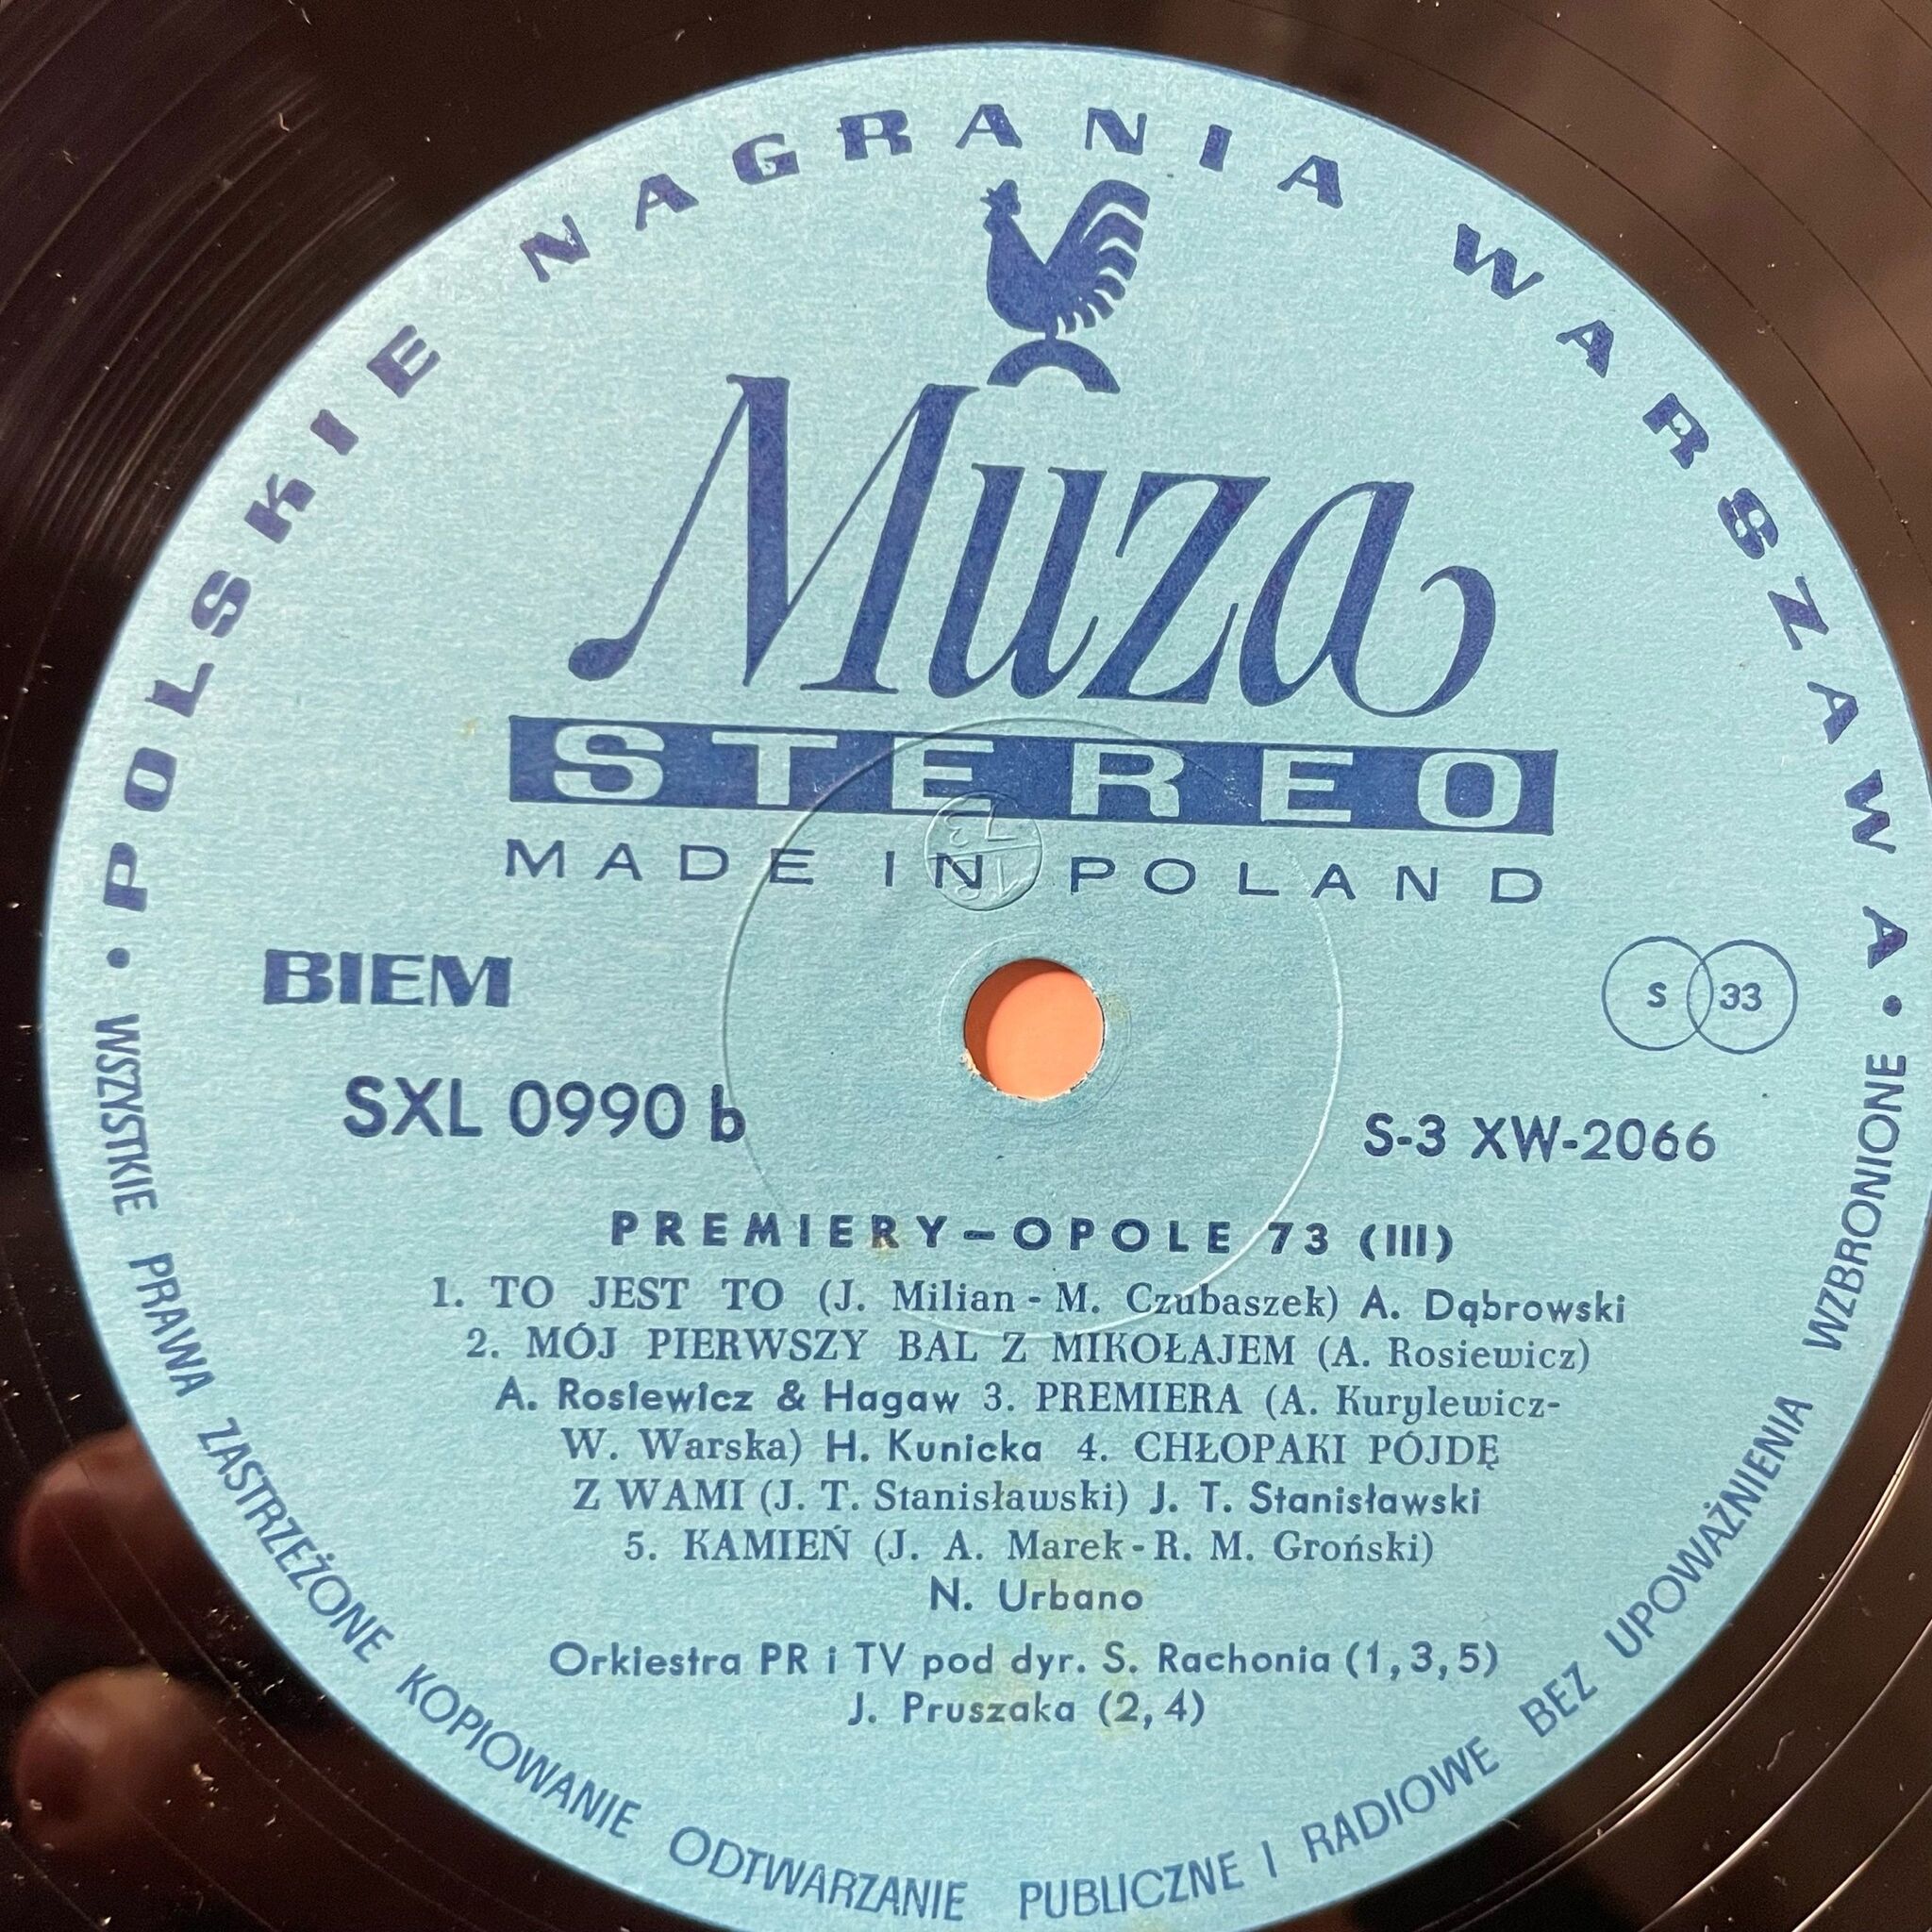 POLSKIE NAGRANIA WARSZAWA
Muza
STEREO
MADE IN POLAND
BIEM
S 33
SXL 0990 b
S-3 XW-2066
PREMIERY – OPOLE 73 (III)
1. TO JEST TO (J. Milian - M. Czubaszek) A. Dąbrowski
2. MÓJ PIERWSZY BAL Z MIKOŁAJEM (A. Rosiewicz)
A. Rosiewicz & Hagaw 3. PREMIERA (A. Kurylewicz-
W. Warska) H. Kunicka 4. CHŁOPAKI PÓJDĘ
Z WAMI (J. T. Stanisławski) J. T. Stanisławski
5. KAMIEŃ (J. A. Marek - R. M. Groński)
N. Urbano
Orkiestra PR i TV pod dyr. S. Rachonia (1, 3, 5)
J. Pruszaka (2, 4)
• WSZYSTKIE PRAWA ZASTRZEŻONE KOPIOWANIE ODTWARZANIE PUBLICZNE I RADIOWE BEZ UPOWAŻNIENIA WZBRONIONE •